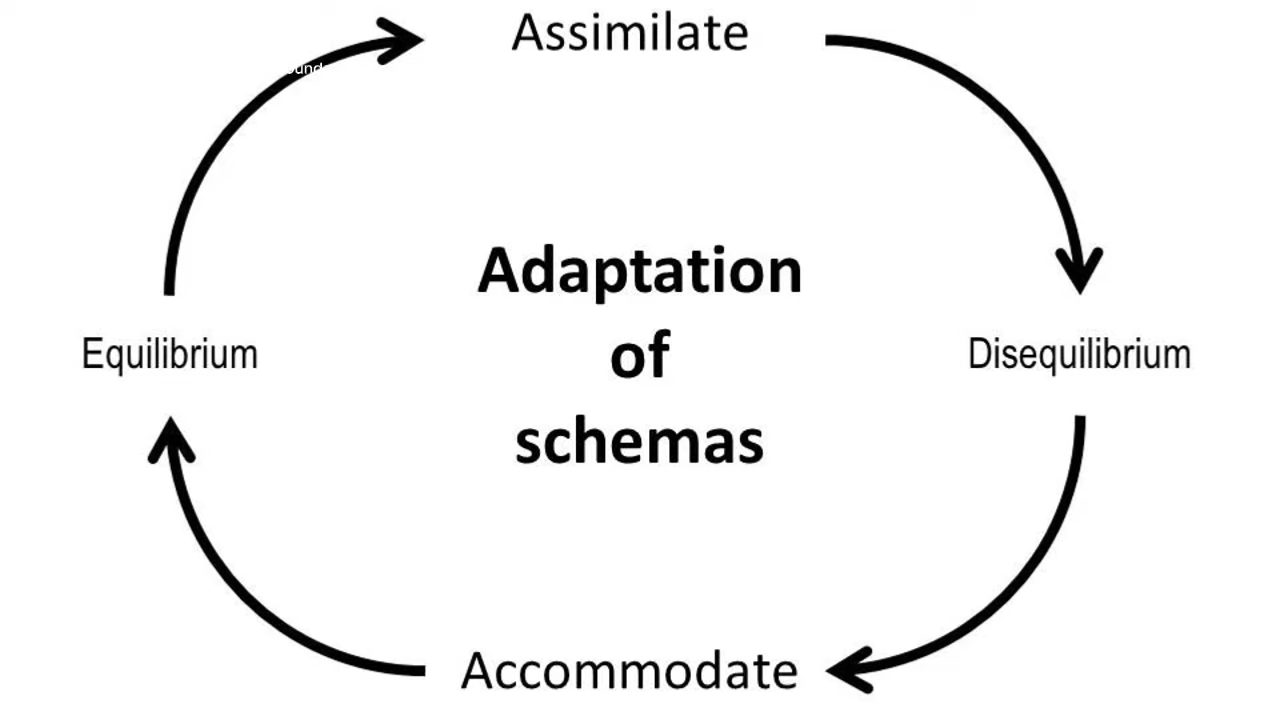 Assimilate
Adaptation
of
schemas
Equilibrium
Disequilibrium
Accommodate